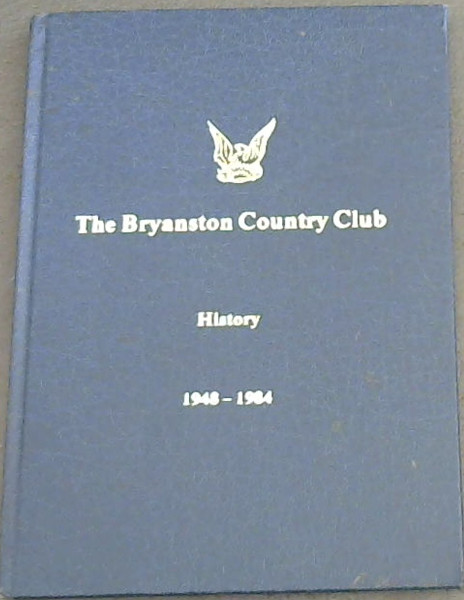 The Bryanston Country Club
History
1948 – 1984